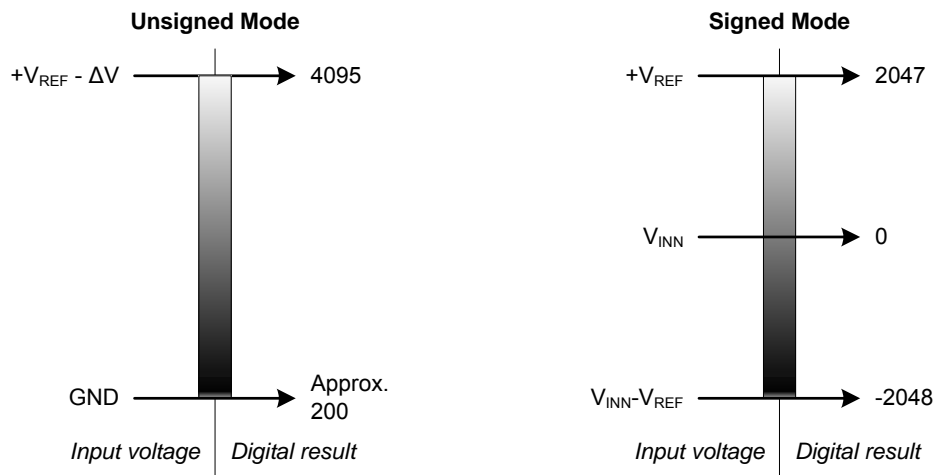 Unsigned Mode
+VREF - ΔV
4095
GND
Approx.
200
Input voltage
Digital result
Signed Mode
+VREF
2047
VINN
0
VINN-VREF
-2048
Input voltage
Digital result